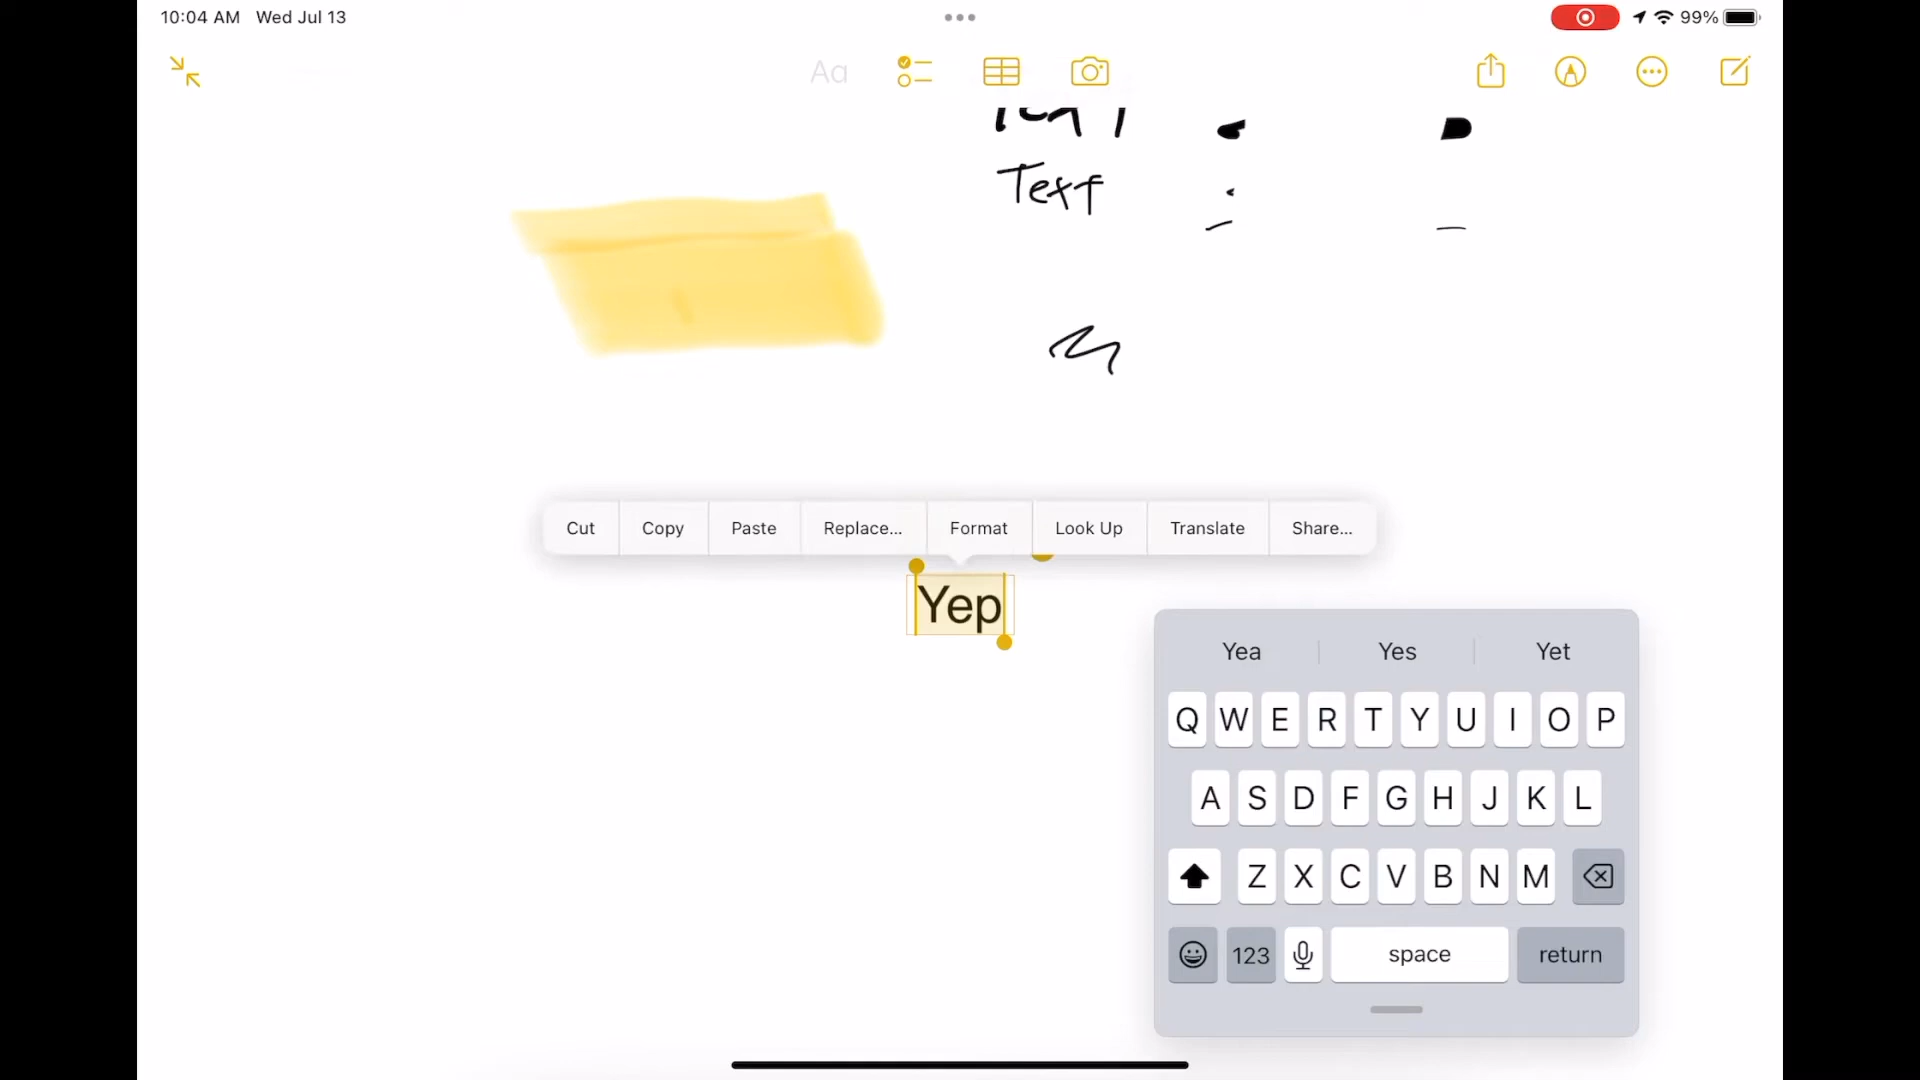 10:04 AM Wed Jul 13 99%
Aa
Text
Cut Copy Paste Replace... Format Look Up Translate Share...
Yep
Yea Yes Yet
Q W E R T Y U I O P
A S D F G H J K L
Z X C V B N M
123 space return